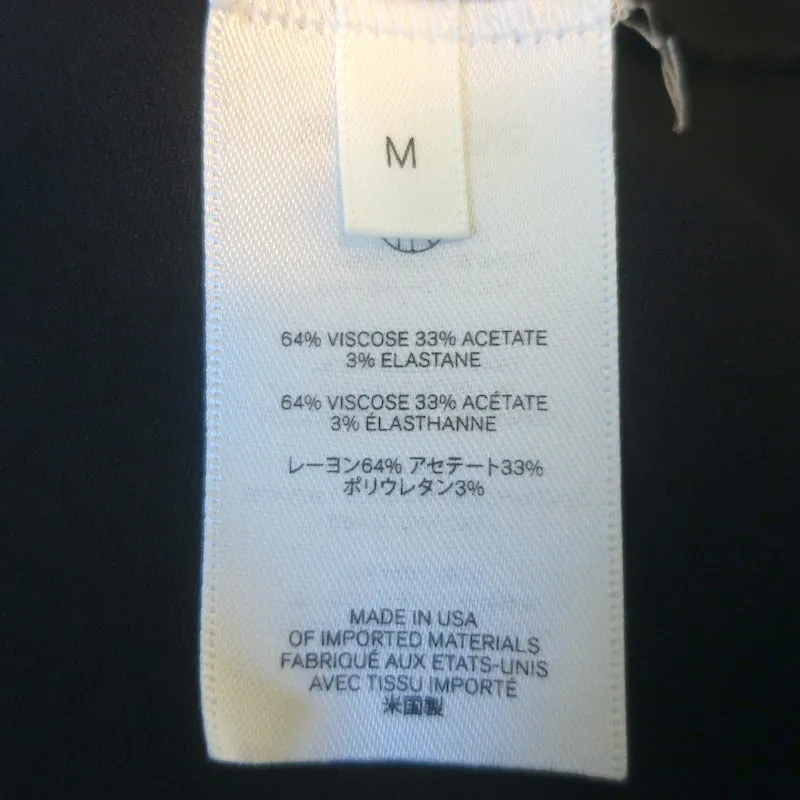 M
64% VISCOSE 33% ACETATE
3% ELASTANE
64% VISCOSE 33% ACÉTATE
3% ÉLASTHANNE
レーヨン64% アセテート33%
ポリウレタン3%
MADE IN USA
OF IMPORTED MATERIALS
FABRIQUÉ AUX ETATS-UNIS
AVEC TISSU IMPORTÉ
米国製